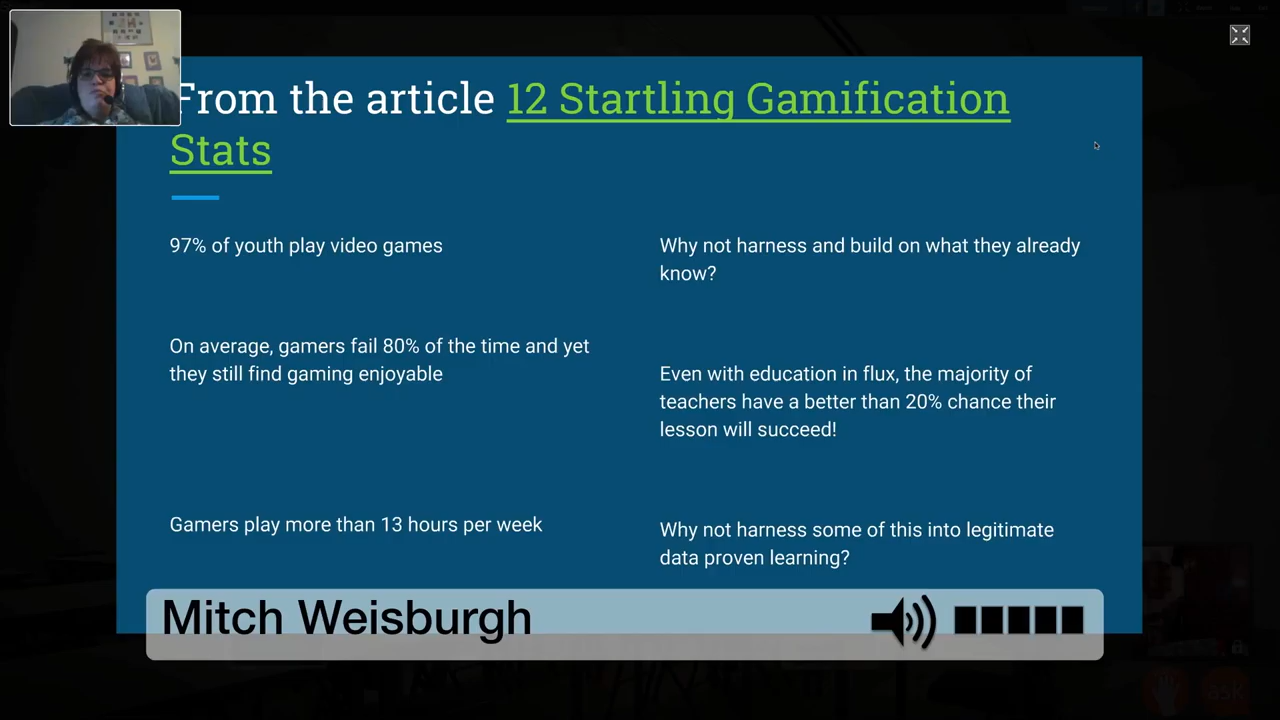 From the article 12 Startling Gamification
Stats
97% of youth play video games
Why not harness and build on what they already
know?
On average, gamers fail 80% of the time and yet
they still find gaming enjoyable
Even with education in flux, the majority of
teachers have a better than 20% chance their
lesson will succeed!
Gamers play more than 13 hours per week
Why not harness some of this into legitimate
data proven learning?
Mitch Weisburgh
ask